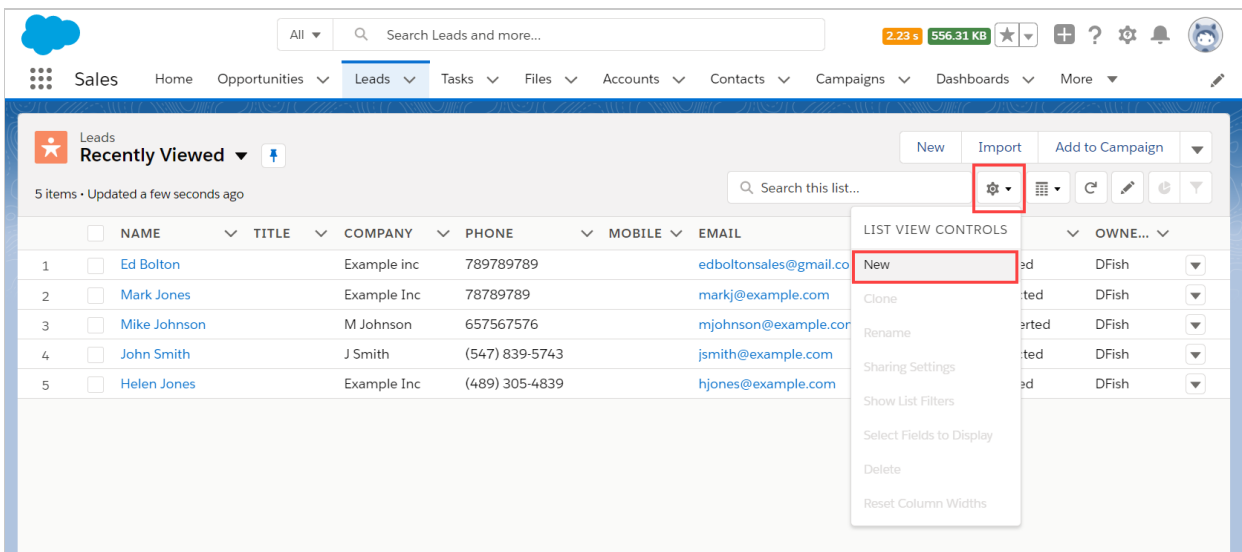 All Search Leads and more... 2.23 s 556.31 KB
Sales Home Opportunities Leads Tasks Files Accounts Contacts Campaigns Dashboards More
Leads
Recently Viewed
New Import Add to Campaign
5 items • Updated a few seconds ago
Search this list...
NAME TITLE COMPANY PHONE MOBILE EMAIL OWNE...
1 Ed Bolton Example inc 789789789 edboltonsales@gmail.co ed DFish
2 Mark Jones Example Inc 78789789 markj@example.com ted DFish
3 Mike Johnson M Johnson 657567576 mjohnson@example.com erted DFish
4 John Smith J Smith (547) 839-5743 jsmith@example.com ted DFish
5 Helen Jones Example Inc (489) 305-4839 hjones@example.com ed DFish
LIST VIEW CONTROLS
New
Clone
Rename
Sharing Settings
Show List Filters
Select Fields to Display
Delete
Reset Column Widths